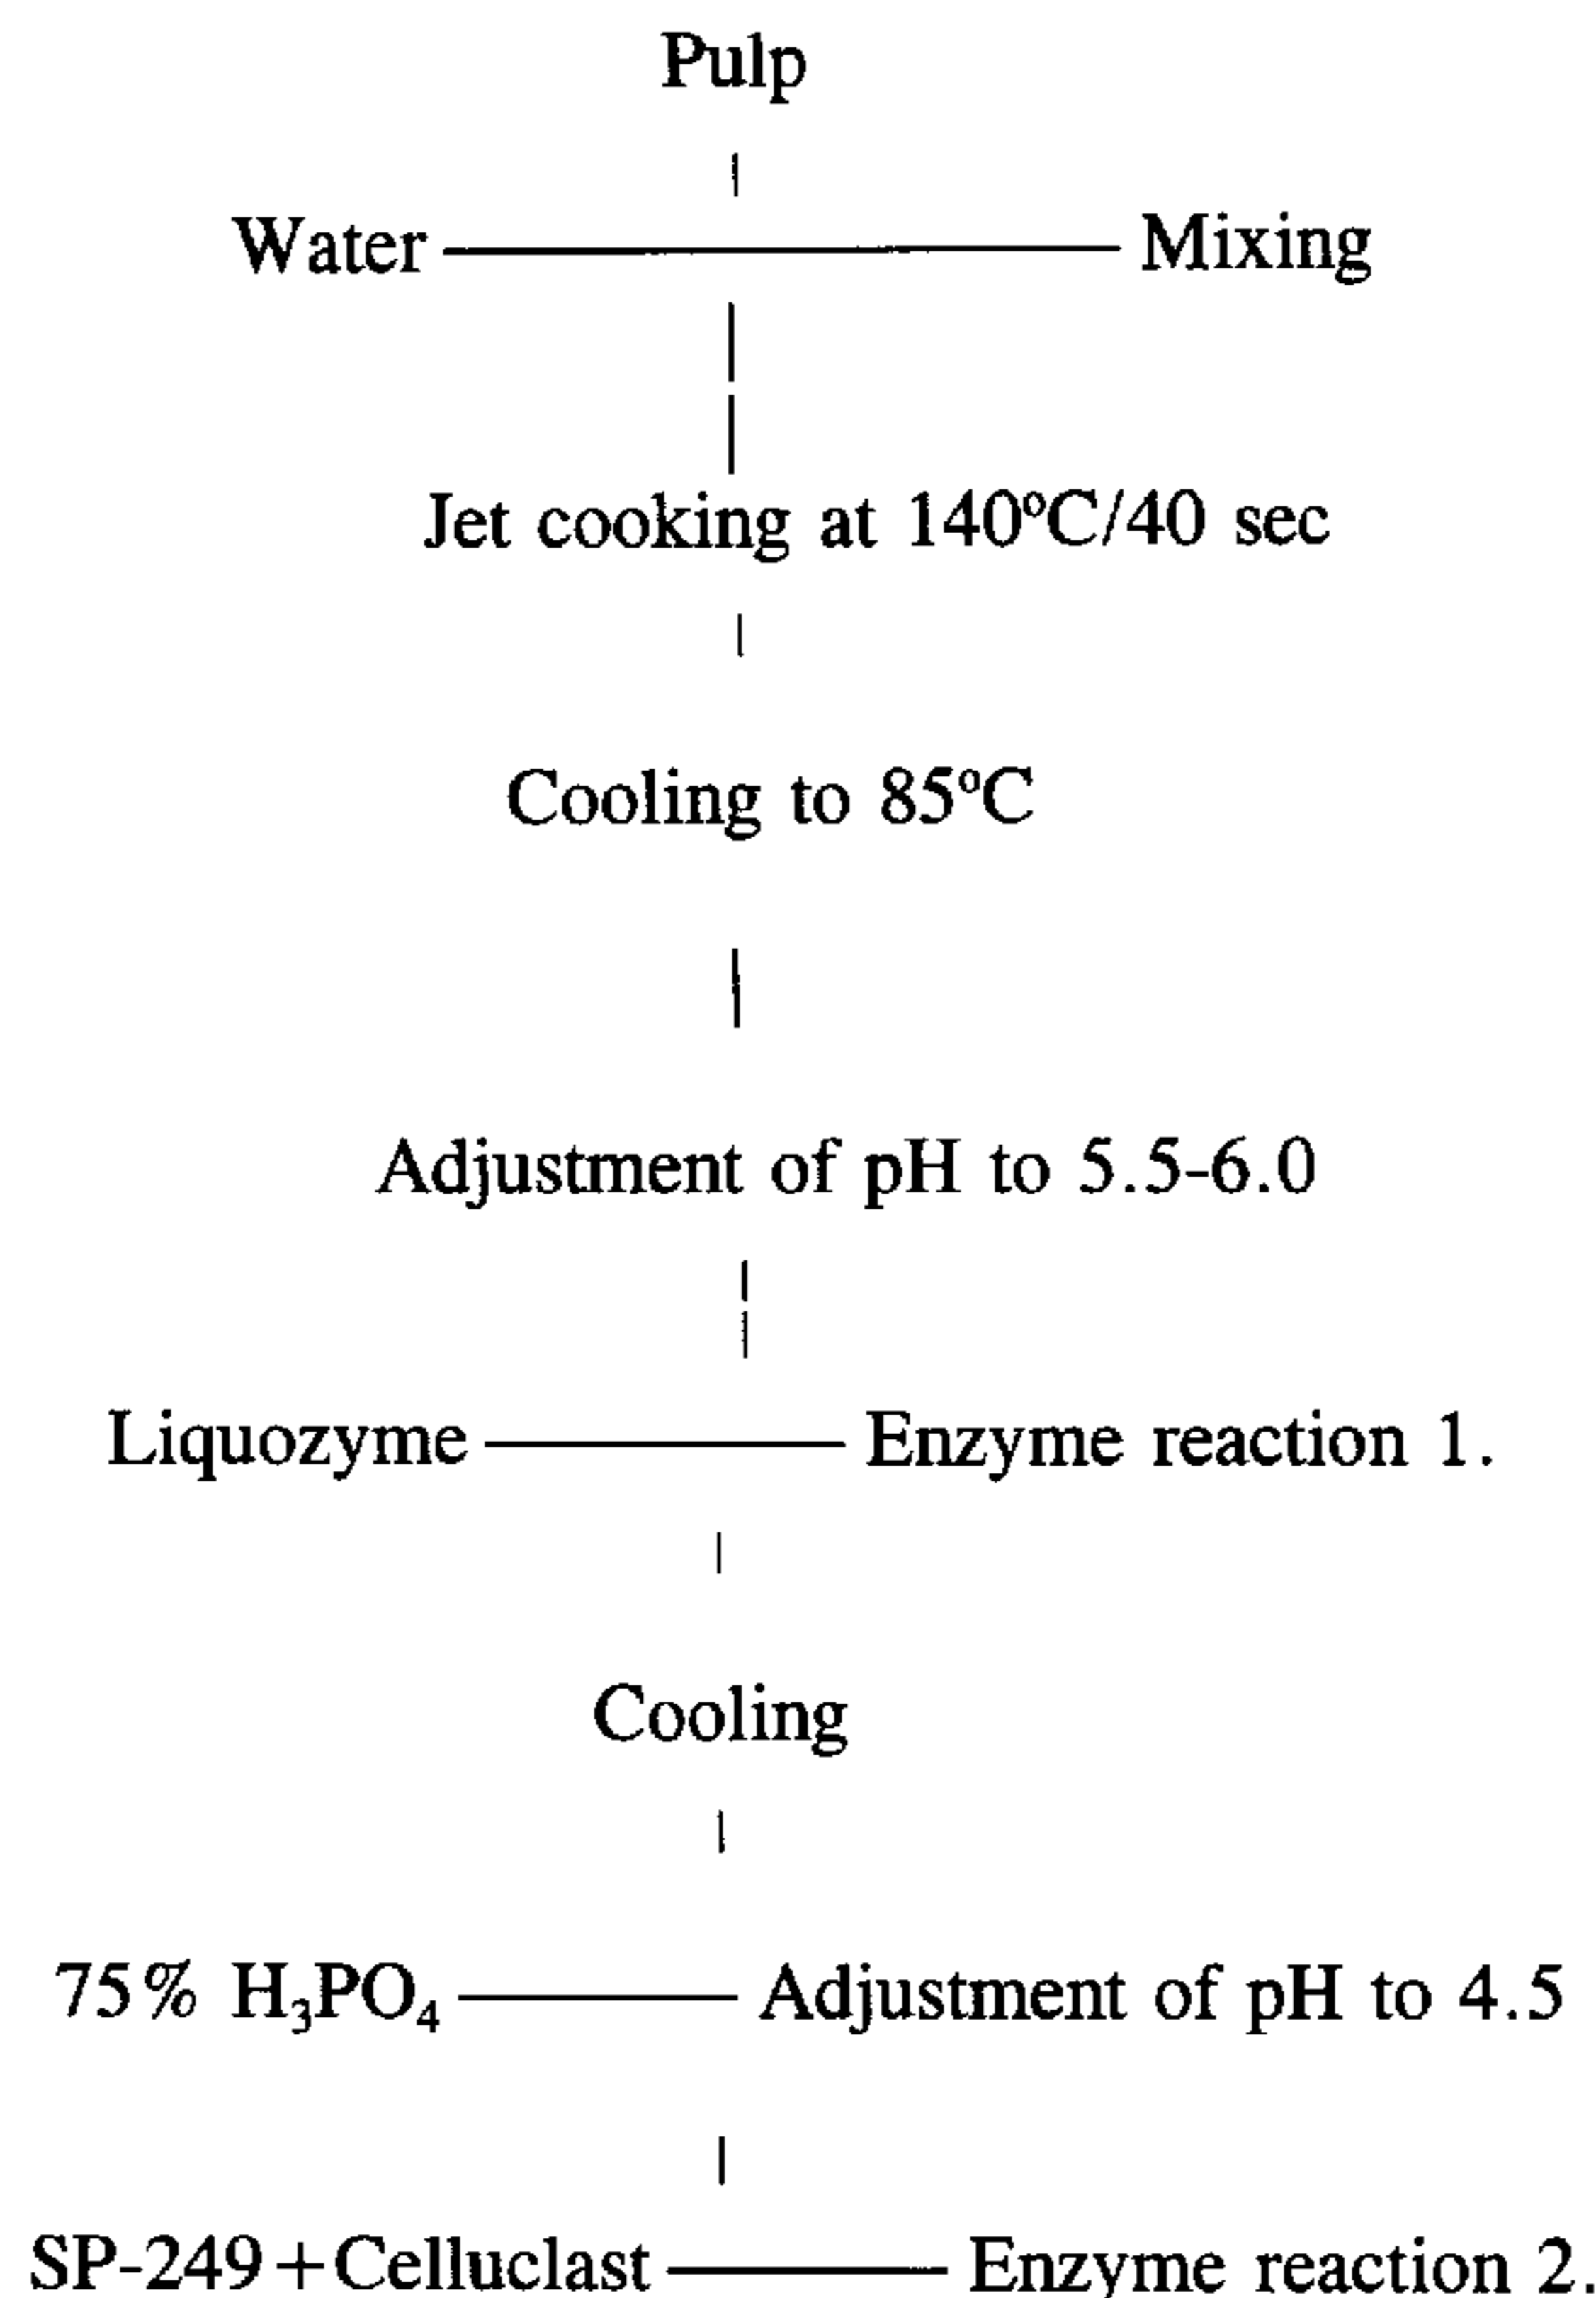 Pulp
Water Mixing
Jet cooking at 140°C/40 sec
Cooling to 85°C
Adjustment of pH to 5.5-6.0
Liquozyme Enzyme reaction 1.
Cooling
75% H₃PO₄ Adjustment of pH to 4.5
SP-249+Celluclast Enzyme reaction 2.